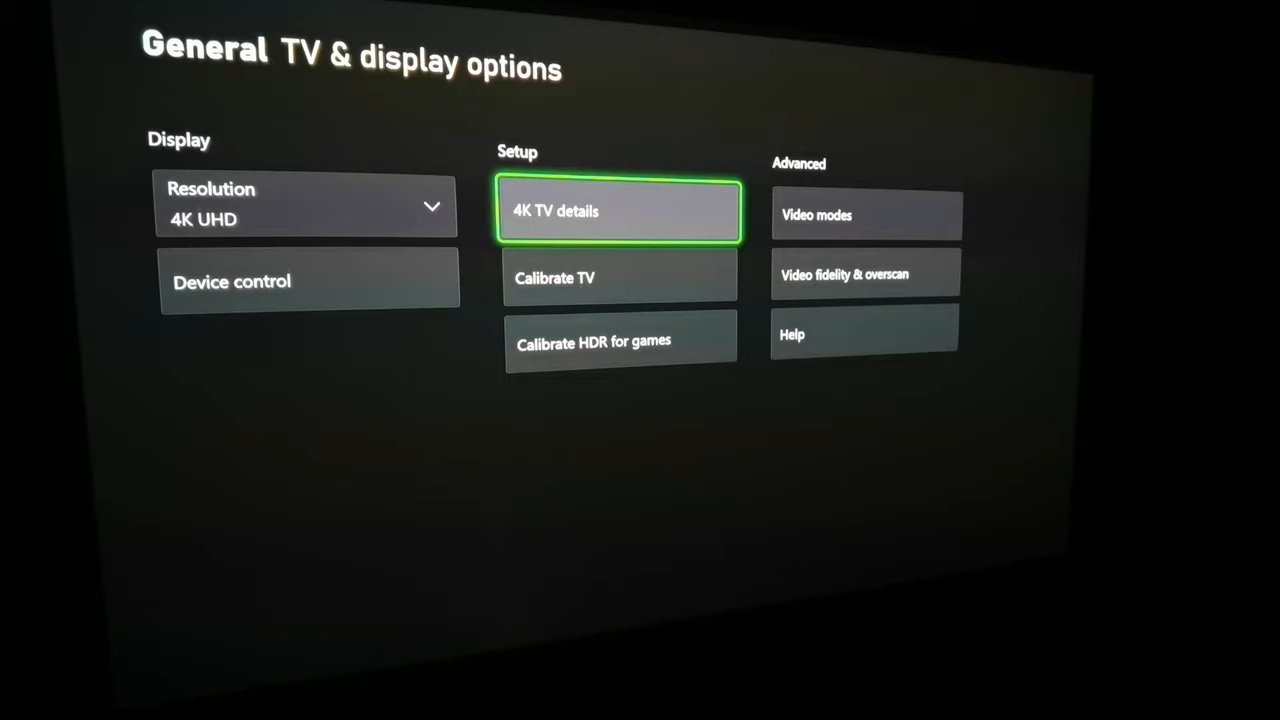 General TV & display options
Display
Resolution
4K UHD
Device control
Setup
4K TV details
Calibrate TV
Calibrate HDR for games
Advanced
Video modes
Video fidelity & overscan
Help